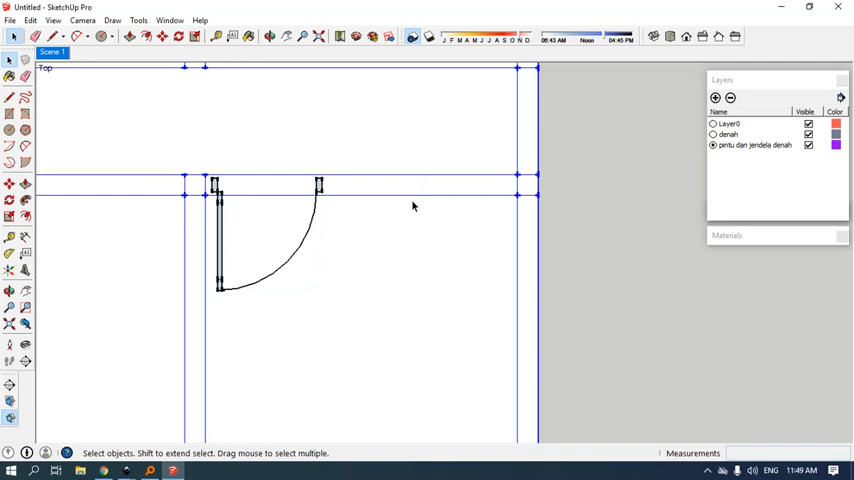 Untitled - SketchUp Pro
File Edit View Camera Draw Tools Window Help
J F M A M J J A S O N D 06:43 AM Noon 04:45 PM
Scene 1
Top
Layers
Name Visible Color
Layer0
denah
pintu dan jendela denah
Materials
Select objects. Shift to extend select. Drag mouse to select multiple. Measurements
ENG 11:49 AM